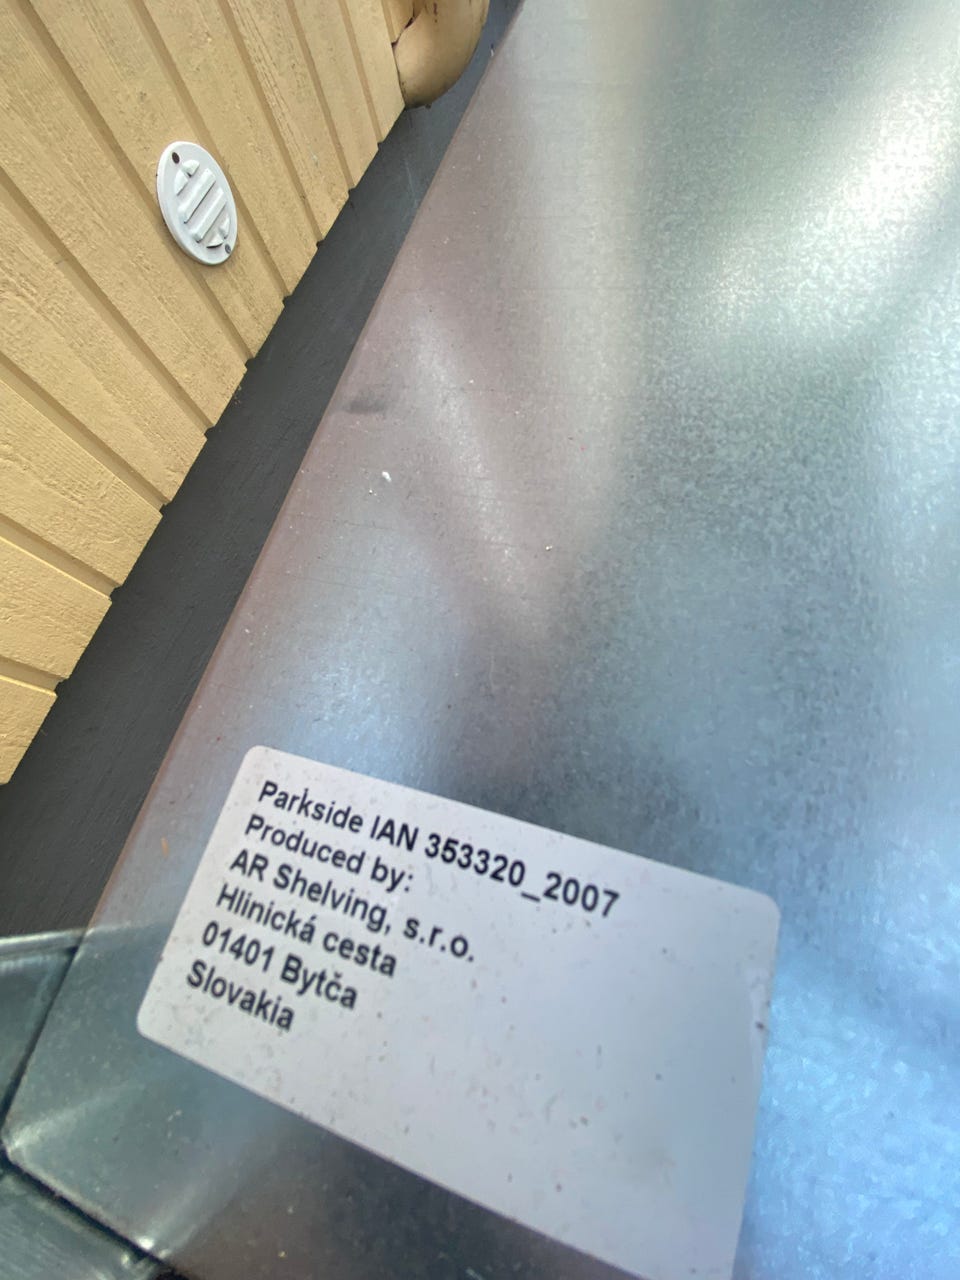 Parkside IAN 353320_2007
Produced by:
AR Shelving, s.r.o.
Hlinická cesta
01401 Bytča
Slovakia